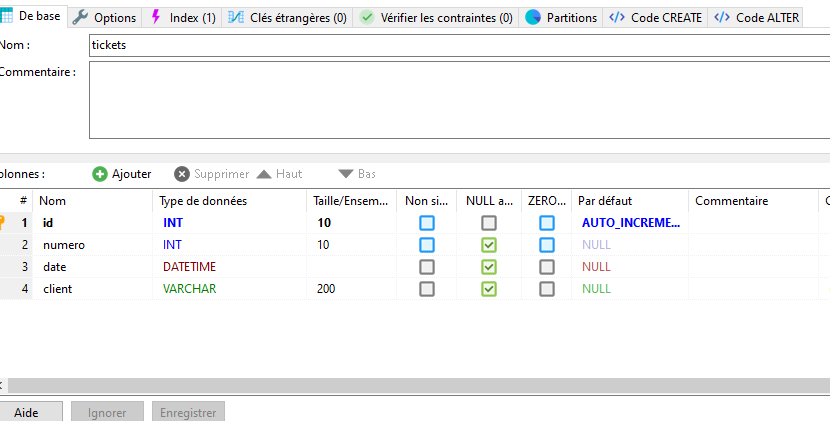 De base Options Index (1) Clés étrangères (0) Vérifier les contraintes (0) Partitions Code CREATE Code ALTER
Nom : tickets
Commentaire :
olonnes : Ajouter Supprimer Haut Bas
# Nom Type de données Taille/Ensem... Non si... NULL a... ZERO... Par défaut Commentaire
1 id INT 10 AUTO_INCREME...
2 numero INT 10 NULL
3 date DATETIME NULL
4 client VARCHAR 200 NULL
Aide Ignorer Enregistrer